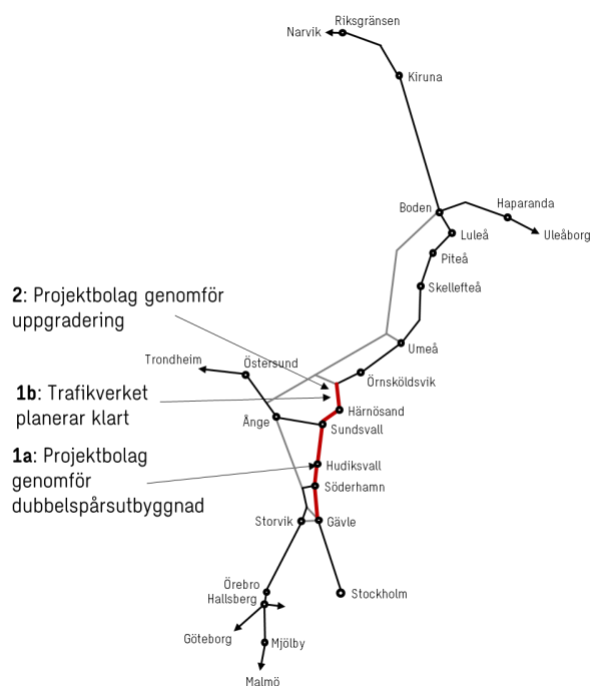 Riksgränsen
Narvik
Kiruna
Boden
Haparanda
Luleå
Uleåborg
Piteå
Skellefteå
2: Projektbolag genomför
uppgradering
Umeå
Trondheim
Östersund
Örnsköldsvik
1b: Trafikverket
planerar klart
Härnösand
Ånge
Sundsvall
1a: Projektbolag
genomför
dubbelspårsutbyggnad
Hudiksvall
Söderhamn
Storvik
Gävle
Örebro
Hallsberg
Stockholm
Göteborg
Mjölby
Malmö